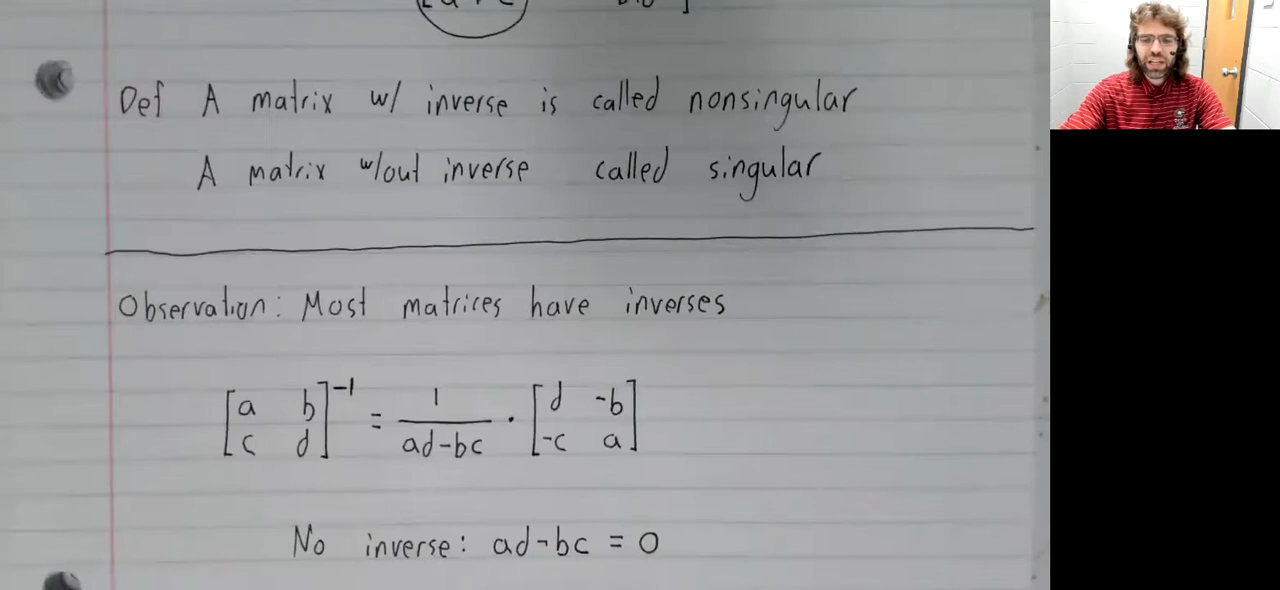 Def A matrix w/ inverse is called nonsingular
A matrix w/out inverse called singular
Observation: Most matrices have inverses
[a b
c d]^-1 = 1/(ad-bc) · [d -b
-c a]
No inverse: ad-bc = 0